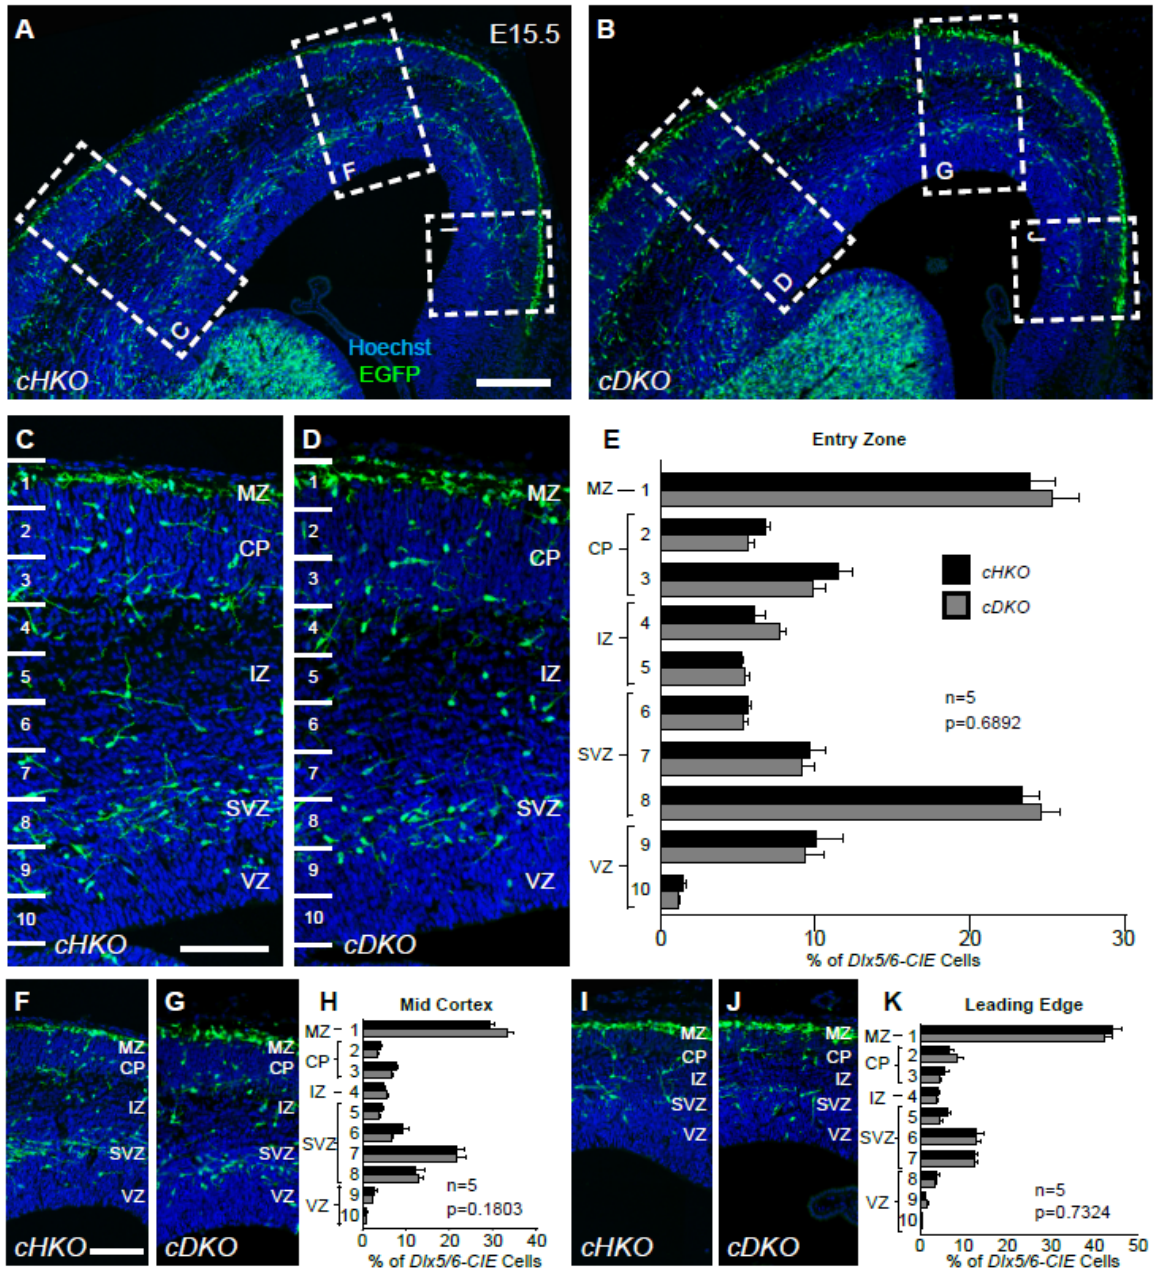 A
E15.5
F
I
C
Hoechst
EGFP
cHKO
B
G
J
D
cDKO
C
1
2
3
4
5
6
7
8
9
10
MZ
CP
IZ
SVZ
VZ
cHKO
D
1
2
3
4
5
6
7
8
9
10
MZ
CP
IZ
SVZ
VZ
cDKO
E
Entry Zone
MZ 1
CP 2
3
IZ 4
5
SVZ 6
7
8
VZ 9
10
cHKO
cDKO
n=5
p=0.6892
0 10 20 30
% of Dlx5/6-CIE Cells
F
MZ
CP
IZ
SVZ
VZ
cHKO
G
MZ
CP
IZ
SVZ
VZ
cDKO
H
Mid Cortex
MZ 1
CP 2
3
IZ 4
SVZ 5
6
7
8
VZ 9
10
n=5
p=0.1803
0 10 20 30 40
% of Dlx5/6-CIE Cells
I
MZ
CP
IZ
SVZ
VZ
cHKO
J
MZ
CP
IZ
SVZ
VZ
cDKO
K
Leading Edge
MZ 1
CP 2
3
IZ 4
SVZ 5
6
7
VZ 8
9
10
n=5
p=0.7324
0 10 20 30 40 50
% of Dlx5/6-CIE Cells